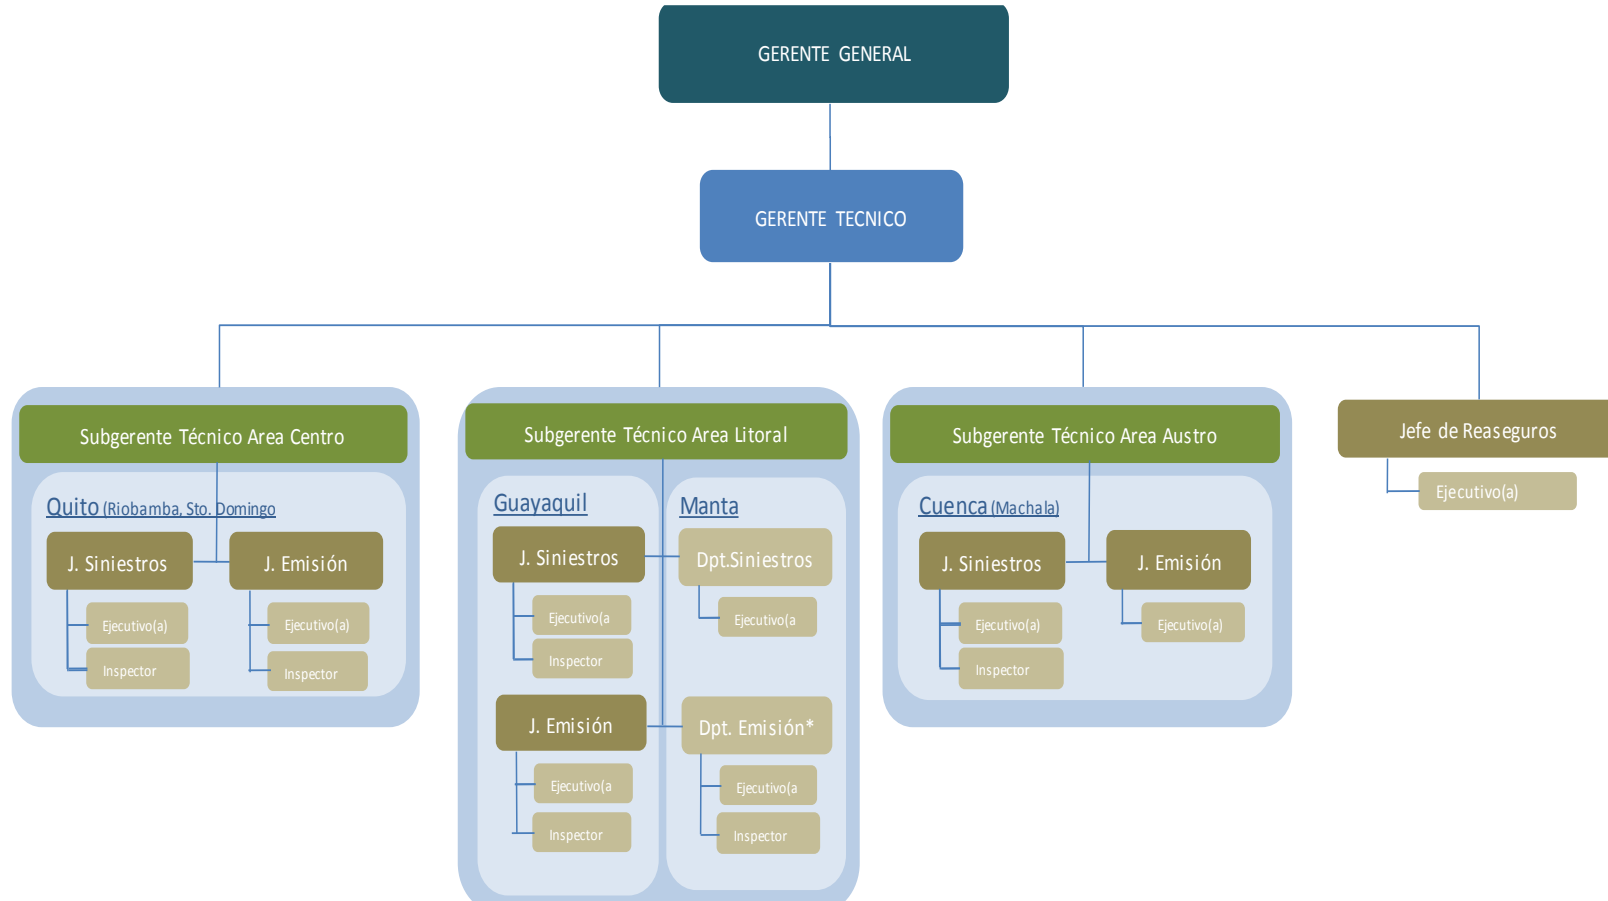 GERENTE GENERAL
GERENTE TECNICO
Subgerente Técnico Area Centro
Quito (Riobamba, Sto. Domingo
J. Siniestros
J. Emisión
Ejecutivo(a)
Ejecutivo(a)
Inspector
Inspector
Subgerente Técnico Area Litoral
Guayaquil
J. Siniestros
Ejecutivo(a
Inspector
J. Emisión
Ejecutivo(a
Inspector
Manta
Dpt.Siniestros
Ejecutivo(a
Dpt. Emisión*
Ejecutivo(a
Inspector
Subgerente Técnico Area Austro
Cuenca (Machala)
J. Siniestros
J. Emisión
Ejecutivo(a)
Ejecutivo(a)
Inspector
Jefe de Reaseguros
Ejecutivo(a)